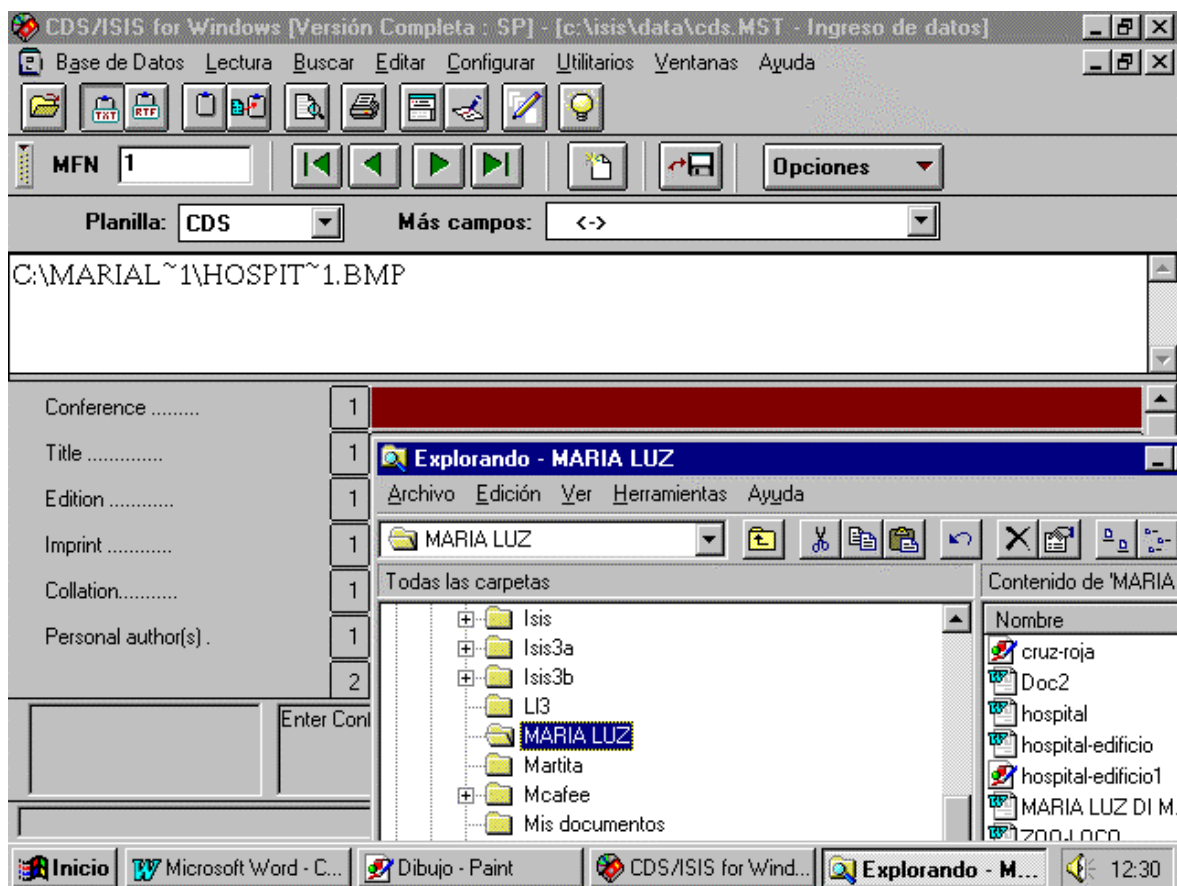 CDS/ISIS for Windows [Versión Completa : SP] - [c:\isis\data\cds.MST - Ingreso de datos]
Base de Datos Lectura Buscar Editar Configurar Utilitarios Ventanas Ayuda
TXT RTF
MFN 1 Opciones
Planilla: CDS Más campos: <->
C:\MARIAL~1\HOSPIT~1.BMP
Conference ......... 1
Title .............. 1
Edition ............ 1
Imprint ............ 1
Collation........... 1
Personal author(s) . 1
2
Enter Con
Explorando - MARIA LUZ
Archivo Edición Ver Herramientas Ayuda
MARIA LUZ
Todas las carpetas
Isis
Isis3a
Isis3b
LI3
MARIA LUZ
Martita
Mcafee
Mis documentos
Contenido de 'MARIA
Nombre
cruz-roja
Doc2
hospital
hospital-edificio
hospital-edificio1
MARIA LUZ DI M.
ZOO-LOCO
Inicio Microsoft Word - C... Dibujo - Paint CDS/ISIS for Wind... Explorando - M... 12:30